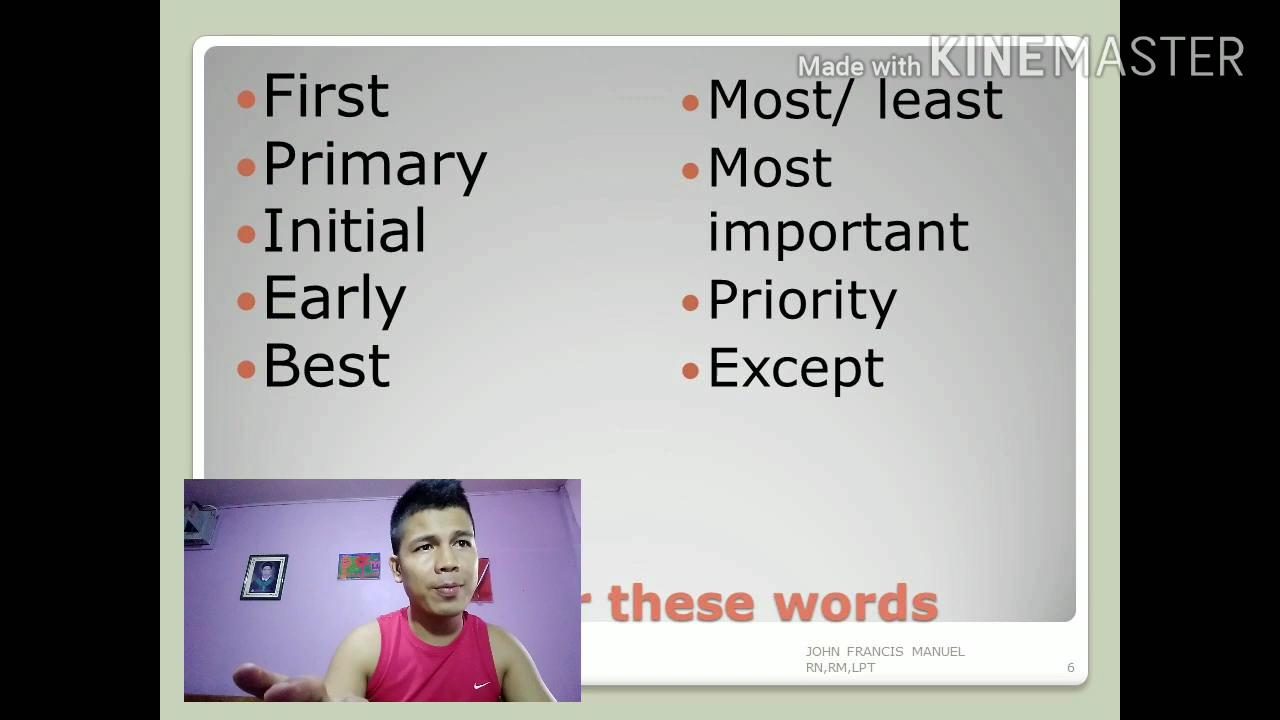 Made with KINEMASTER
First
Primary
Initial
Early
Best
Most/ least
Most
important
Priority
Except
these words
JOHN FRANCIS MANUEL
RN,RM,LPT
6